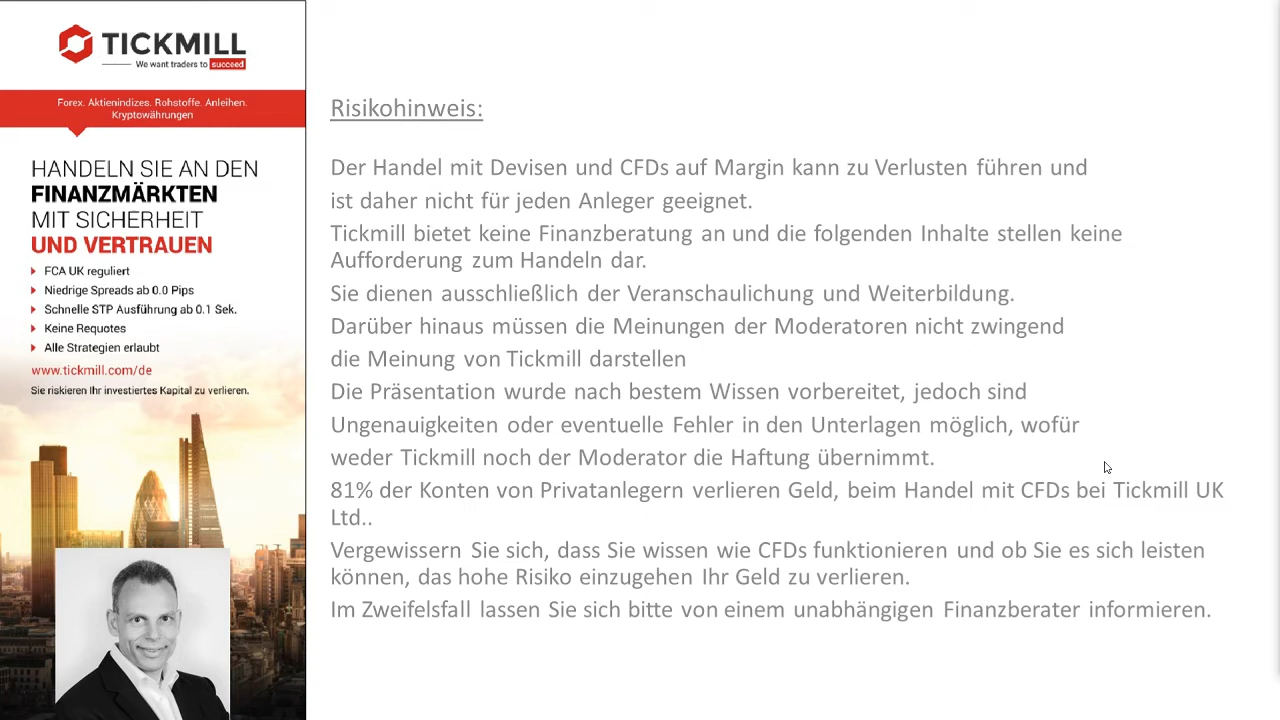 TICKMILL
We want traders to succeed
Forex. Aktienindizes. Rohstoffe. Anleihen.
Kryptowährungen
HANDELN SIE AN DEN
FINANZMÄRKTEN
MIT SICHERHEIT
UND VERTRAUEN
FCA UK reguliert
Niedrige Spreads ab 0.0 Pips
Schnelle STP Ausführung ab 0.1 Sek.
Keine Requotes
Alle Strategien erlaubt
www.tickmill.com/de
Sie riskieren Ihr investiertes Kapital zu verlieren.
Risikohinweis:
Der Handel mit Devisen und CFDs auf Margin kann zu Verlusten führen und
ist daher nicht für jeden Anleger geeignet.
Tickmill bietet keine Finanzberatung an und die folgenden Inhalte stellen keine
Aufforderung zum Handeln dar.
Sie dienen ausschließlich der Veranschaulichung und Weiterbildung.
Darüber hinaus müssen die Meinungen der Moderatoren nicht zwingend
die Meinung von Tickmill darstellen
Die Präsentation wurde nach bestem Wissen vorbereitet, jedoch sind
Ungenauigkeiten oder eventuelle Fehler in den Unterlagen möglich, wofür
weder Tickmill noch der Moderator die Haftung übernimmt.
81% der Konten von Privatanlegern verlieren Geld, beim Handel mit CFDs bei Tickmill UK
Ltd..
Vergewissern Sie sich, dass Sie wissen wie CFDs funktionieren und ob Sie es sich leisten
können, das hohe Risiko einzugehen Ihr Geld zu verlieren.
Im Zweifelsfall lassen Sie sich bitte von einem unabhängigen Finanzberater informieren.